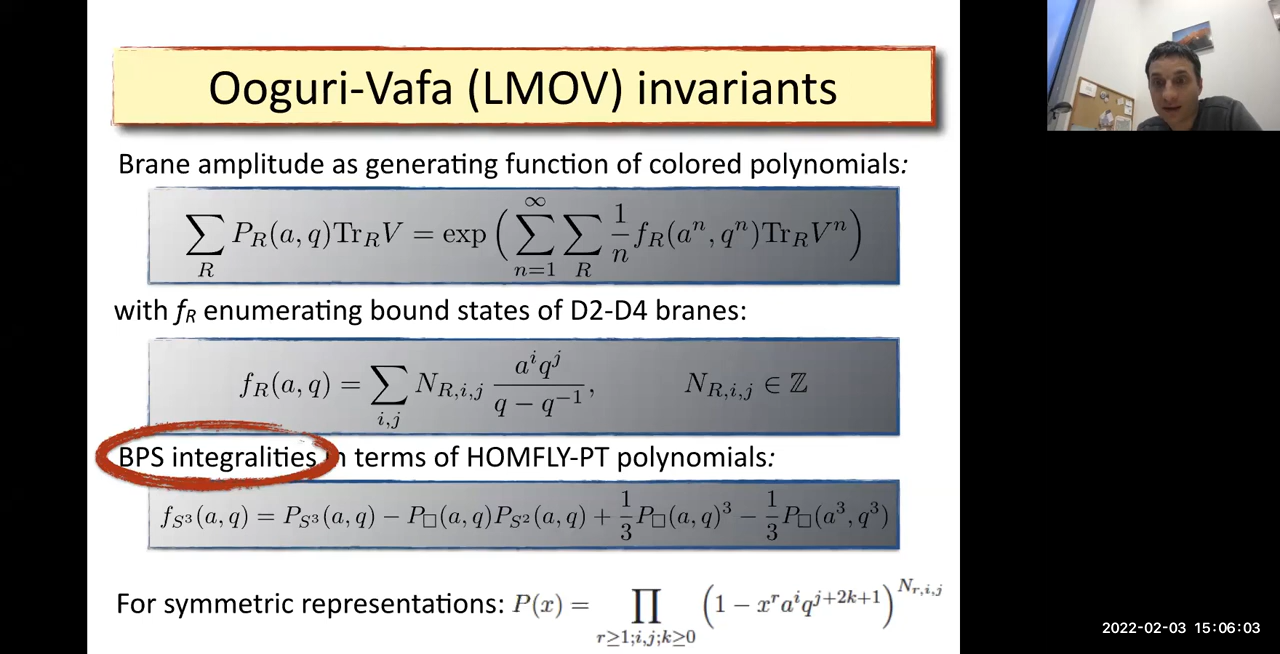 Ooguri-Vafa (LMOV) invariants
Brane amplitude as generating function of colored polynomials:
∑_R P_R(a, q)Tr_R V = exp( ∑_{n=1}^{∞} ∑_R 1/n f_R(a^n, q^n)Tr_R V^n )
with f_R enumerating bound states of D2-D4 branes:
f_R(a, q) = ∑_{i,j} N_{R,i,j} a^i q^j / (q − q^{−1}), N_{R,i,j} ∈ ℤ
BPS integralities in terms of HOMFLY-PT polynomials:
f_{S^3}(a, q) = P_{S^3}(a, q) − P_□(a, q)P_{S^2}(a, q) + 1/3 P_□(a, q)^3 − 1/3 P_□(a^3, q^3)
For symmetric representations: P(x) = ∏_{r≥1;i,j;k≥0} (1 − x^r a^i q^{j+2k+1})^{N_{r,i,j}}
2022-02-03 15:06:03